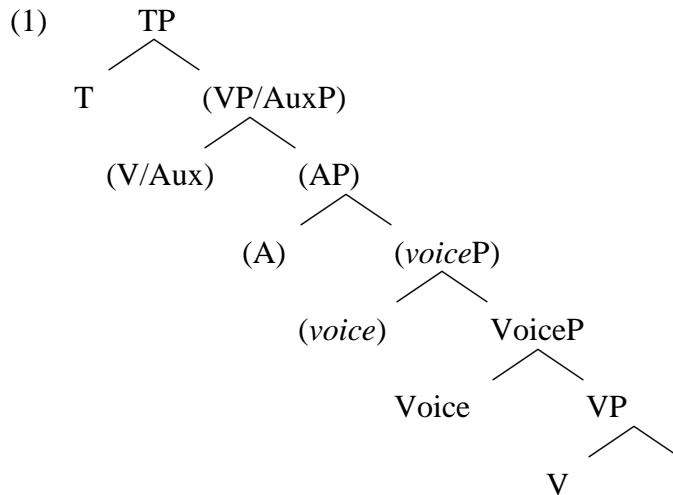 (1) TP
T (VP/AuxP)
(V/Aux) (AP)
(A) (voiceP)
(voice) VoiceP
Voice VP
V